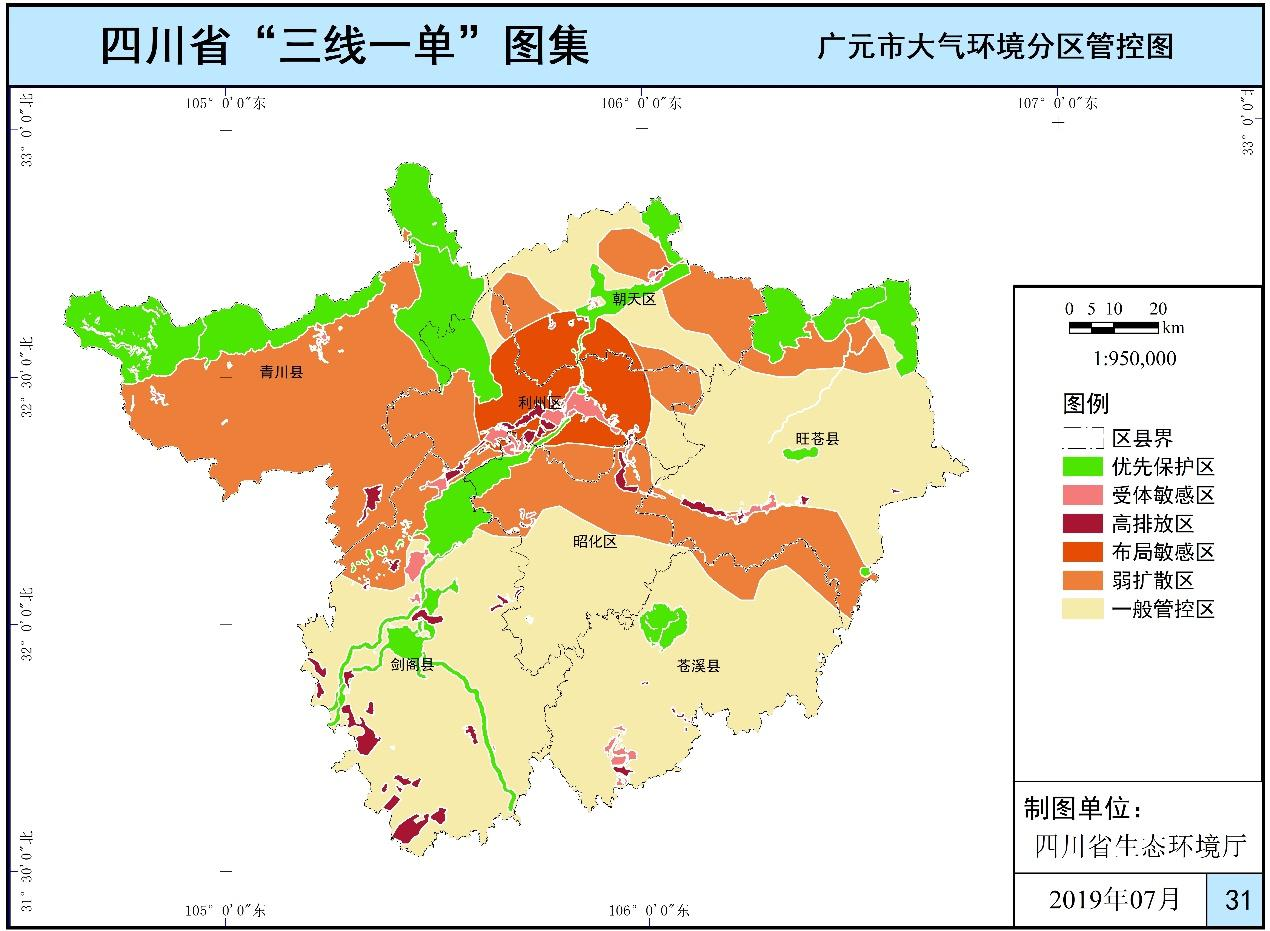 四川省“三线一单”图集
广元市大气环境分区管控图
105° 0'0"东
106° 0'0"东
107° 0'0"东
33° 0'0"北
33° 0'0"北
32° 30'0"北
32° 0'0"北
31° 30'0"北
朝天区
青川县
利州区
旺苍县
昭化区
剑阁县
苍溪县
105° 0'0"东
106° 0'0"东
0 5 10 20
km
1:950,000
图例
区县界
优先保护区
受体敏感区
高排放区
布局敏感区
弱扩散区
一般管控区
制图单位：
四川省生态环境厅
2019年07月
31